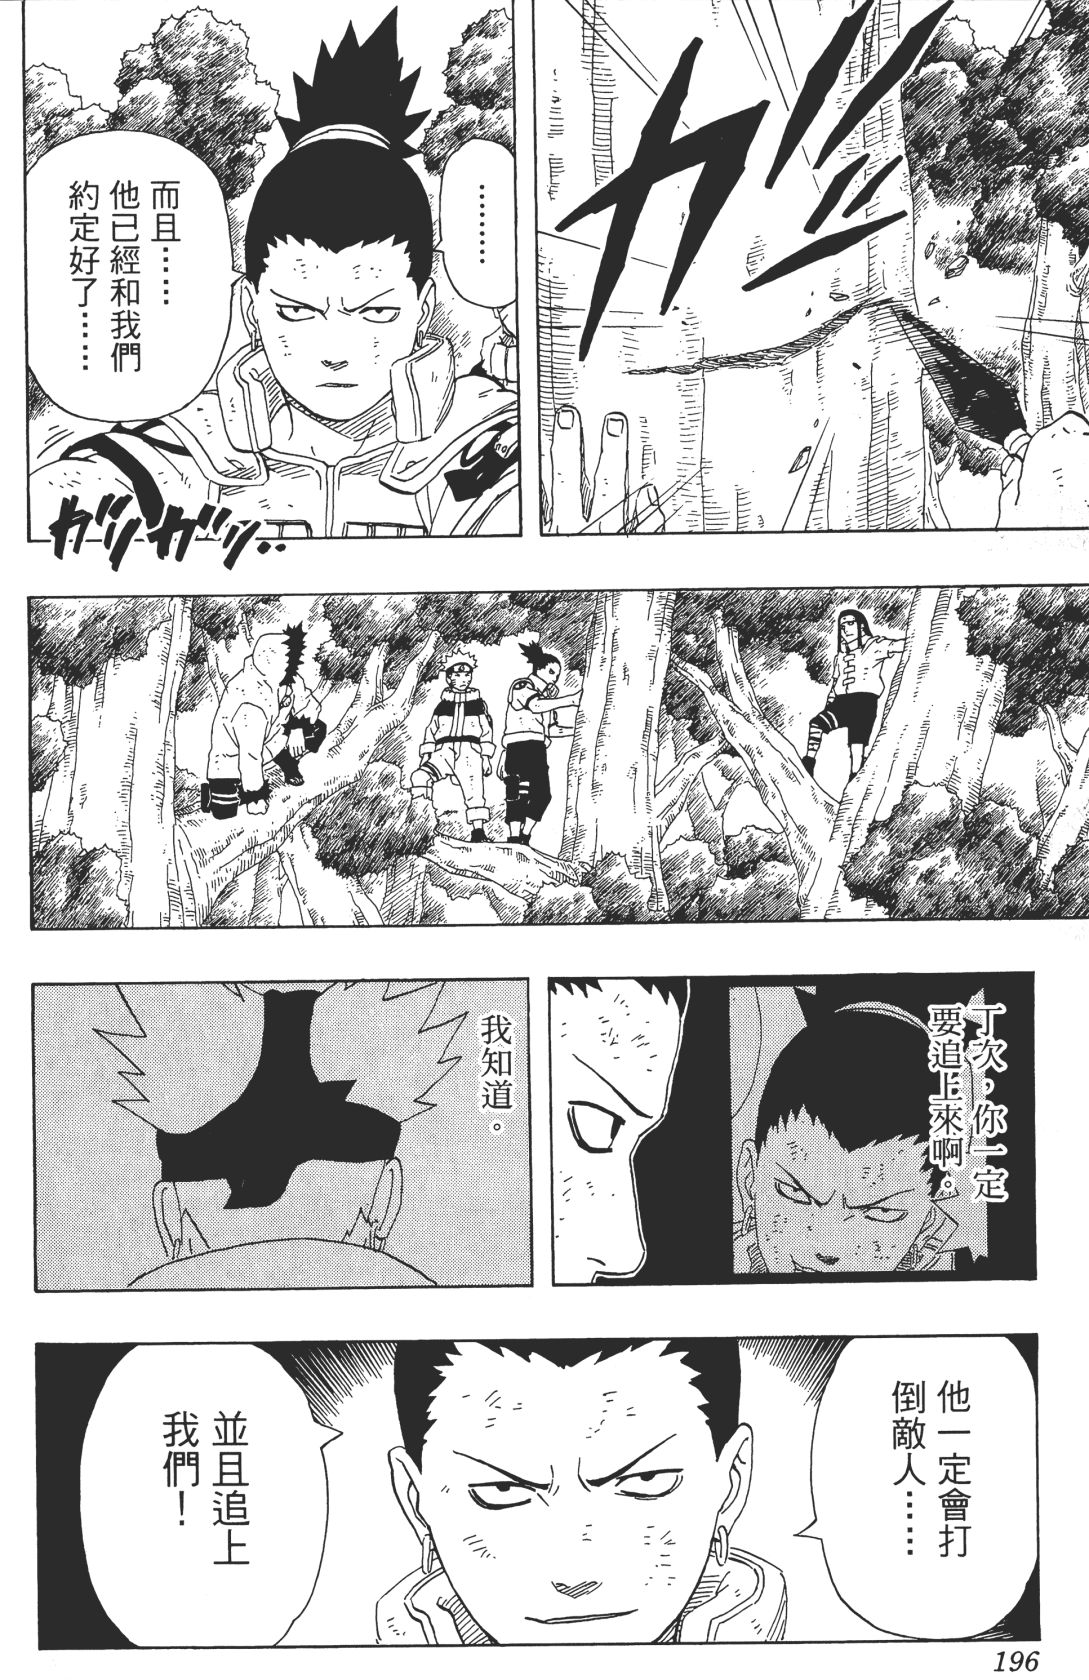 ガッ
………
而且……
他已經和我們
約定好了……
ガリガリ‥
丁次，你一定
要追上來啊。
我知道。
他一定會打
倒敵人……
並且追上
我們！
196